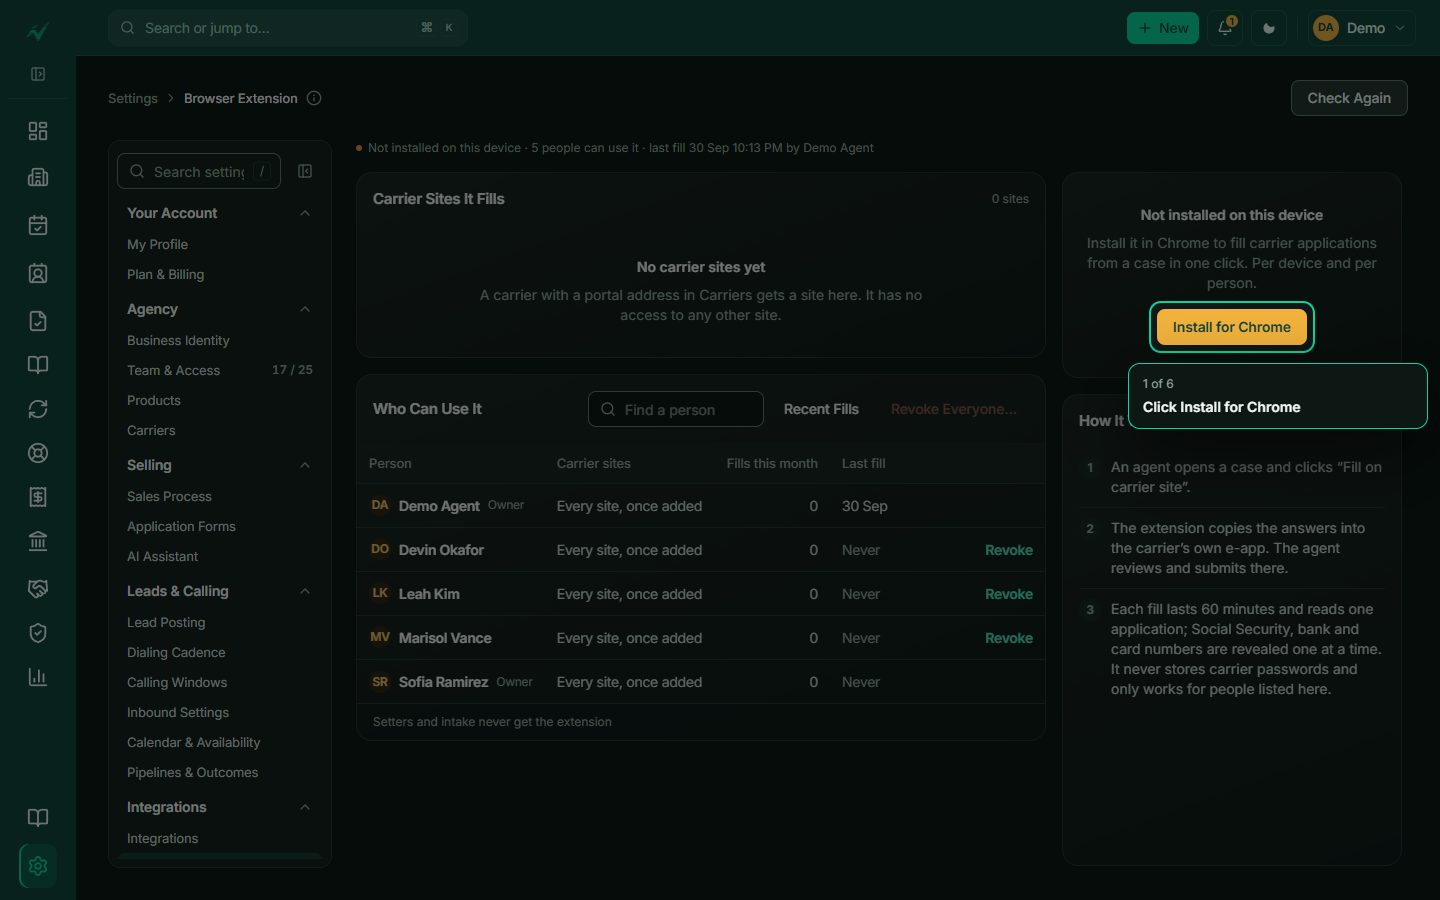 Search or jump to...
⌘ K
New
1
DA
Demo
Settings
Browser Extension
Check Again
Search setting
/
Your Account
My Profile
Plan & Billing
Agency
Business Identity
Team & Access
17 / 25
Products
Carriers
Selling
Sales Process
Application Forms
AI Assistant
Leads & Calling
Lead Posting
Dialing Cadence
Calling Windows
Inbound Settings
Calendar & Availability
Pipelines & Outcomes
Integrations
Integrations
Not installed on this device · 5 people can use it · last fill 30 Sep 10:13 PM by Demo Agent
Carrier Sites It Fills
0 sites
No carrier sites yet
A carrier with a portal address in Carriers gets a site here. It has no
access to any other site.
Who Can Use It
Find a person
Recent Fills
Revoke Everyone...
Person Carrier sites Fills this month Last fill
DA Demo Agent Owner Every site, once added 0 30 Sep
DO Devin Okafor Every site, once added 0 Never Revoke
LK Leah Kim Every site, once added 0 Never Revoke
MV Marisol Vance Every site, once added 0 Never Revoke
SR Sofia Ramirez Owner Every site, once added 0 Never
Setters and intake never get the extension
Not installed on this device
Install it in Chrome to fill carrier applications
from a case in one click. Per device and per
person.
Install for Chrome
1 of 6
Click Install for Chrome
How It
1 An agent opens a case and clicks “Fill on
carrier site”.
2 The extension copies the answers into
the carrier’s own e-app. The agent
reviews and submits there.
3 Each fill lasts 60 minutes and reads one
application; Social Security, bank and
card numbers are revealed one at a time.
It never stores carrier passwords and
only works for people listed here.